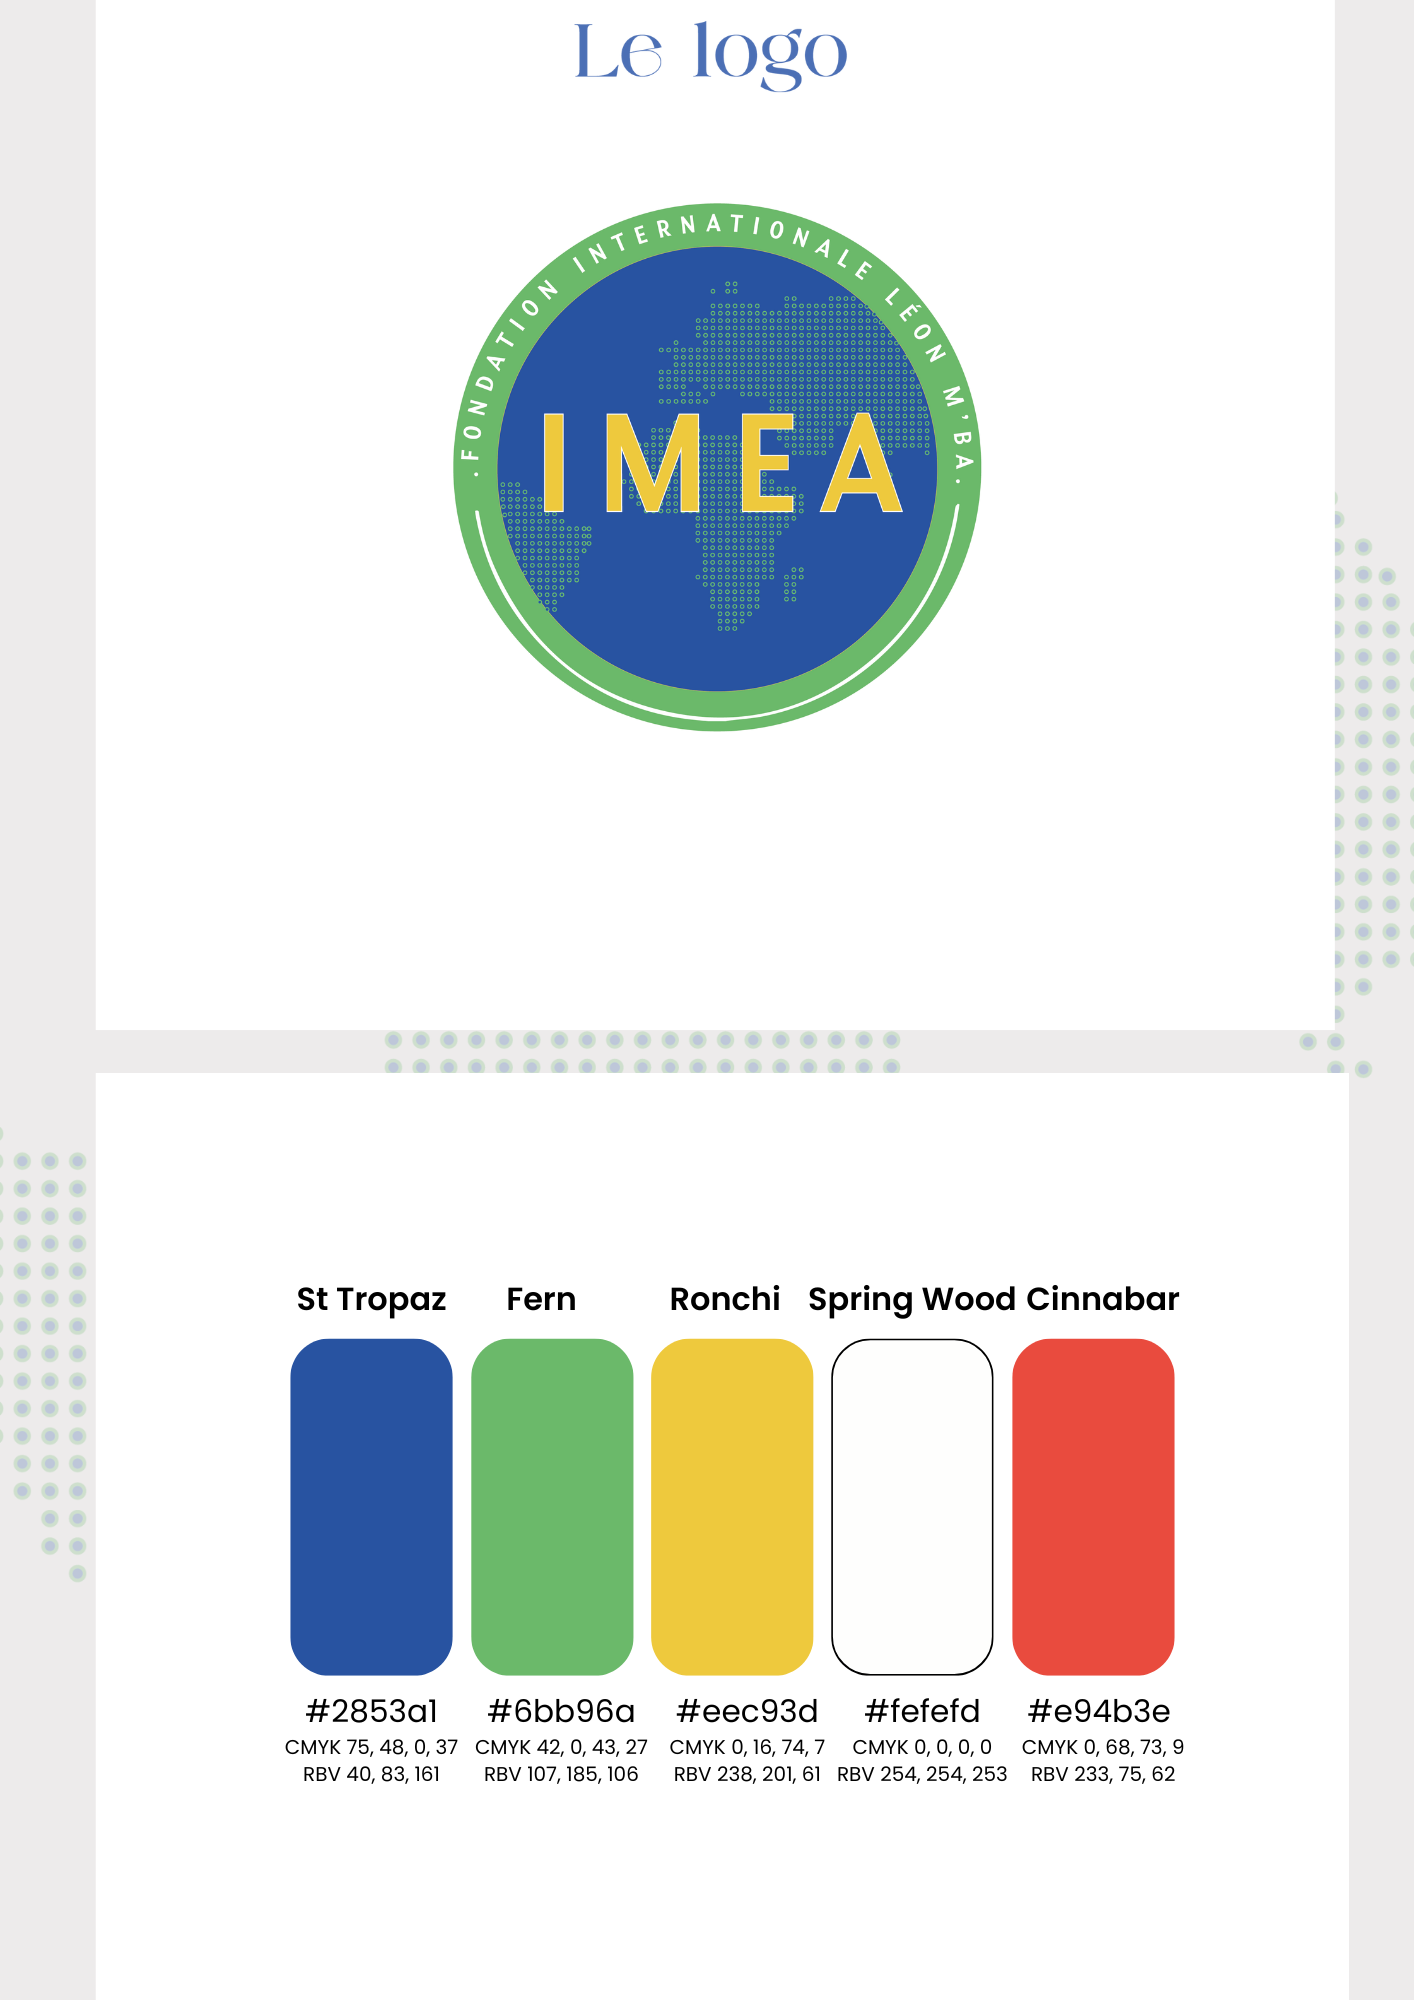 Le logo
.FONDATION INTERNATIONALE LÉON M'BA.
IMEA
St Tropaz Fern Ronchi Spring Wood Cinnabar
#2853a1 #6bb96a #eec93d #fefefd #e94b3e
CMYK 75, 48, 0, 37 CMYK 42, 0, 43, 27 CMYK 0, 16, 74, 7 CMYK 0, 0, 0, 0 CMYK 0, 68, 73, 9
RBV 40, 83, 161 RBV 107, 185, 106 RBV 238, 201, 61 RBV 254, 254, 253 RBV 233, 75, 62